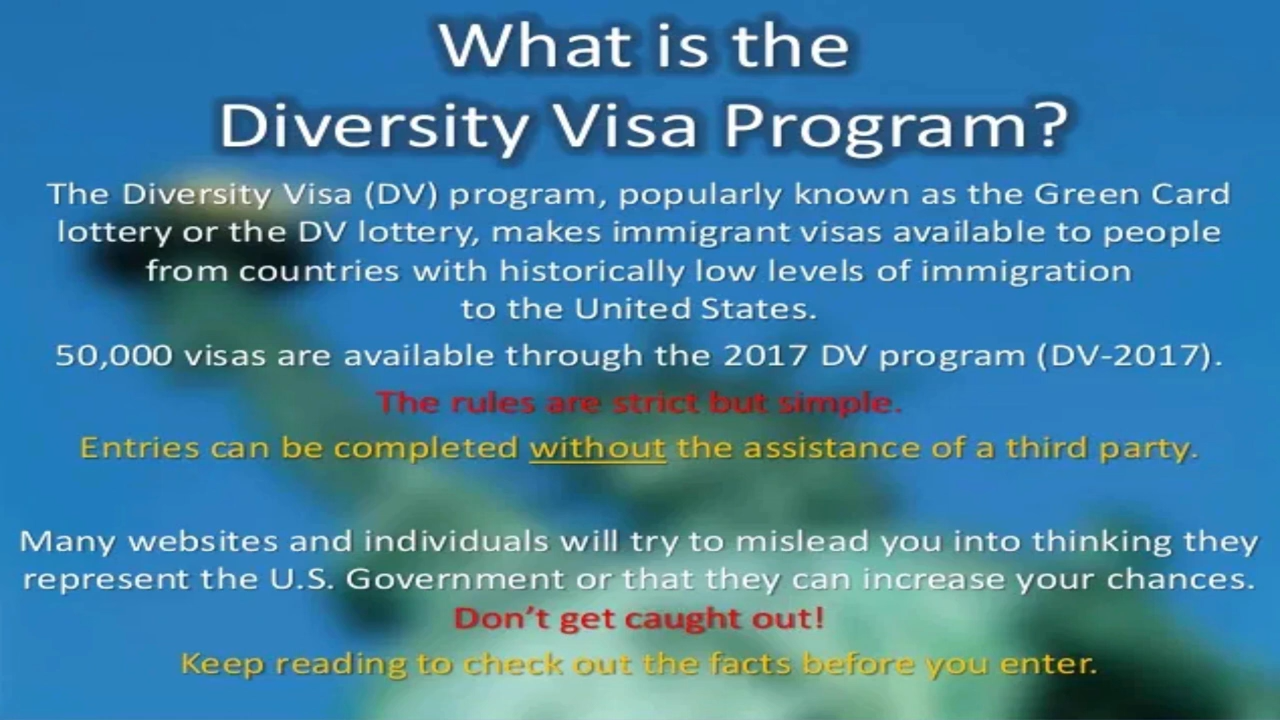 What is the
Diversity Visa Program?
The Diversity Visa (DV) program, popularly known as the Green Card
lottery or the DV lottery, makes immigrant visas available to people
from countries with historically low levels of immigration
to the United States.
50,000 visas are available through the 2017 DV program (DV-2017).
The rules are strict but simple.
Entries can be completed without the assistance of a third party.
Many websites and individuals will try to mislead you into thinking they
represent the U.S. Government or that they can increase your chances.
Don’t get caught out!
Keep reading to check out the facts before you enter.